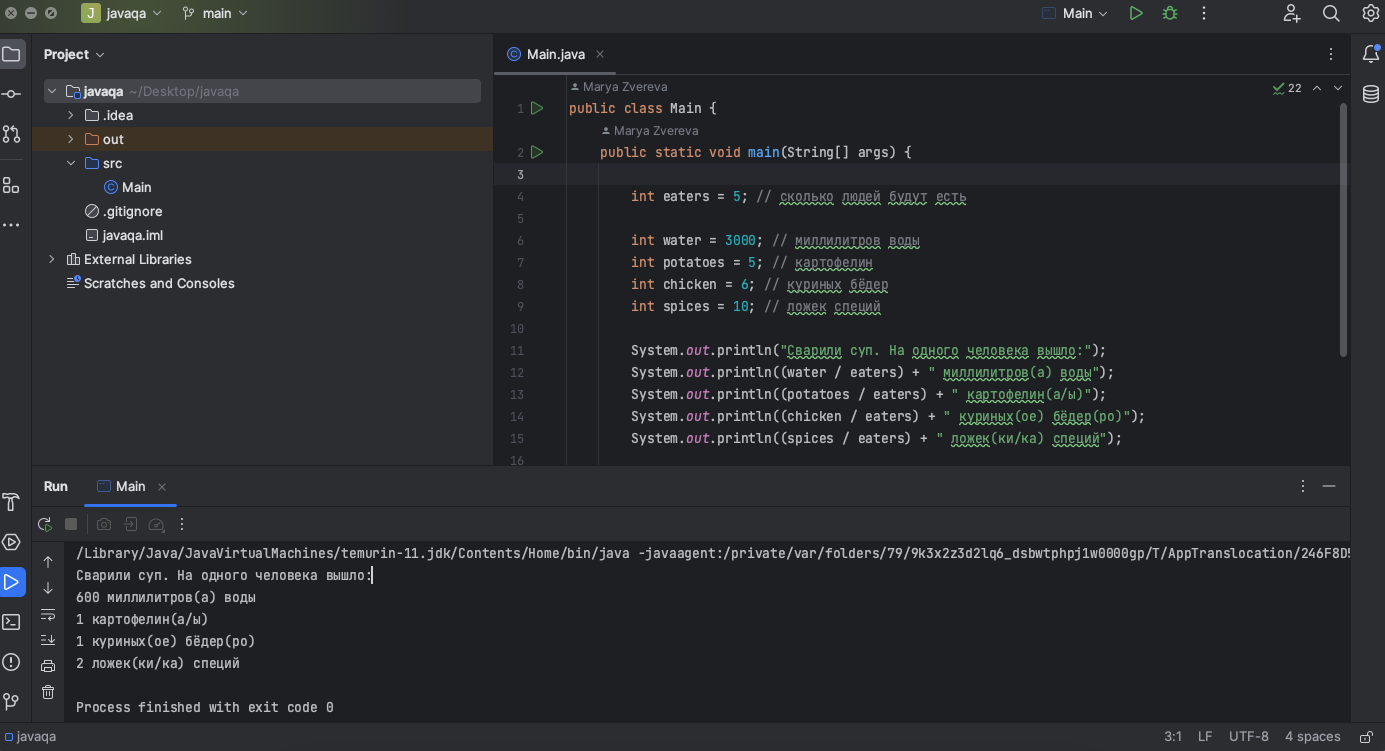 J javaqa main Main
Project
Main.java
javaqa ~/Desktop/javaqa
.idea
out
src
Main
.gitignore
javaqa.iml
External Libraries
Scratches and Consoles
Marya Zvereva
22
1 public class Main {
Marya Zvereva
2 public static void main(String[] args) {
3
4 int eaters = 5; // сколько людей будут есть
5
6 int water = 3000; // миллилитров воды
7 int potatoes = 5; // картофелин
8 int chicken = 6; // куриных бёдер
9 int spices = 10; // ложек специй
10
11 System.out.println("Сварили суп. На одного человека вышло:");
12 System.out.println((water / eaters) + " миллилитров(а) воды");
13 System.out.println((potatoes / eaters) + " картофелин(а/ы)");
14 System.out.println((chicken / eaters) + " куриных(ое) бёдер(ро)");
15 System.out.println((spices / eaters) + " ложек(ки/ка) специй");
16
Run Main
/Library/Java/JavaVirtualMachines/temurin-11.jdk/Contents/Home/bin/java -javaagent:/private/var/folders/79/9k3x2z3d2lq6_dsbwtphpj1w0000gp/T/AppTranslocation/246F8D5
Сварили суп. На одного человека вышло:
600 миллилитров(а) воды
1 картофелин(а/ы)
1 куриных(ое) бёдер(ро)
2 ложек(ки/ка) специй
Process finished with exit code 0
javaqa 3:1 LF UTF-8 4 spaces